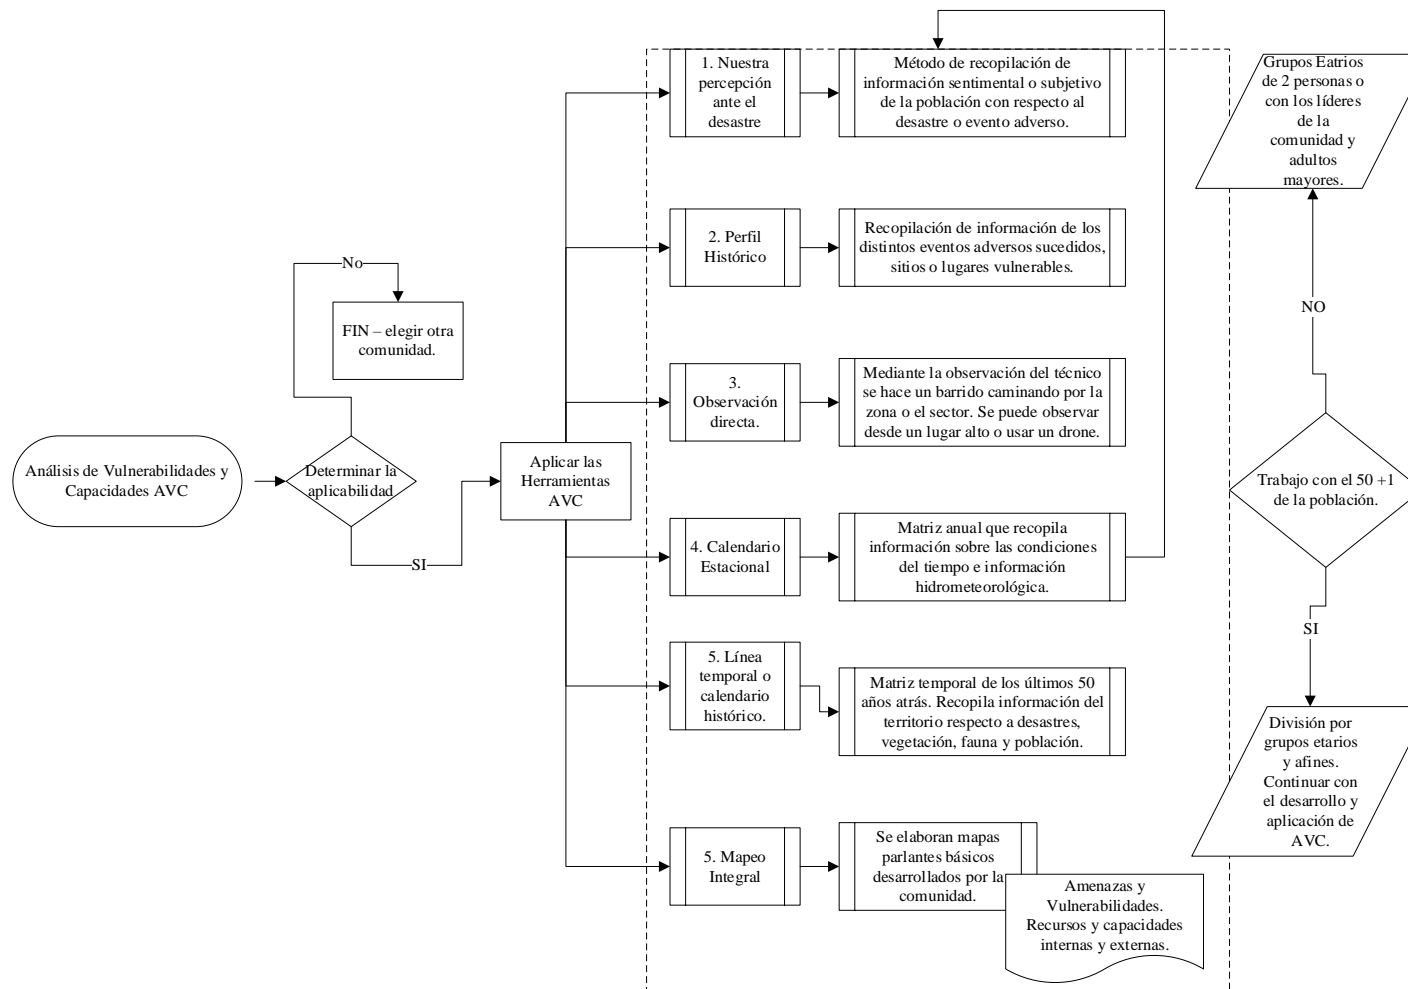 Análisis de Vulnerabilidades y
Capacidades AVC
Determinar la
aplicabilidad
No
FIN – elegir otra
comunidad.
SI
Aplicar las
Herramientas
AVC
1. Nuestra
percepción
ante el
desastre
Método de recopilación de
información sentimental o subjetivo
de la población con respecto al
desastre o evento adverso.
2. Perfil
Histórico
Recopilación de información de los
distintos eventos adversos sucedidos,
sitios o lugares vulnerables.
3.
Observación
directa.
Mediante la observación del técnico
se hace un barrido caminando por la
zona o el sector. Se puede observar
desde un lugar alto o usar un drone.
4. Calendario
Estacional
Matriz anual que recopila
información sobre las condiciones
del tiempo e información
hidrometeorológica.
5. Línea
temporal o
calendario
histórico.
Matriz temporal de los últimos 50
años atrás. Recopila información del
territorio respecto a desastres,
vegetación, fauna y población.
5. Mapeo
Integral
Se elaboran mapas
parlantes básicos
desarrollados por la
comunidad.
Amenazas y
Vulnerabilidades.
Recursos y capacidades
internas y externas.
Grupos Eatrios
de 2 personas o
con los líderes
de la
comunidad y
adultos
mayores.
NO
Trabajo con el 50 +1
de la población.
SI
División por
grupos etarios
y afines.
Continuar con
el desarrollo y
aplicación de
AVC.